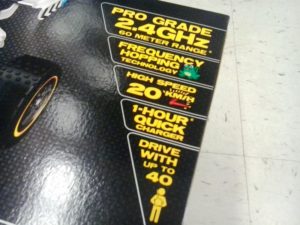 PRO GRADE
2.4GHz
60 METER RANGE*
FREQUENCY
HOPPING
TECHNOLOGY
HIGH SPEED
20 KM/H
1-HOUR*
QUICK
CHARGER
DRIVE
WITH
UP TO
40